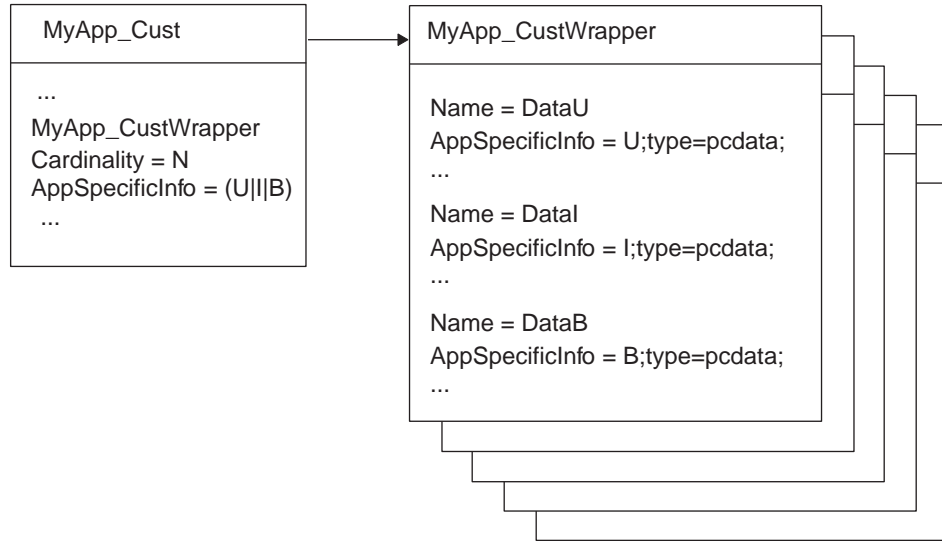 MyApp_Cust
...
MyApp_CustWrapper
Cardinality = N
AppSpecificInfo = (U|I|B)
...
MyApp_CustWrapper
Name = DataU
AppSpecificInfo = U;type=pcdata;
...
Name = DataI
AppSpecificInfo = I;type=pcdata;
...
Name = DataB
AppSpecificInfo = B;type=pcdata;
...